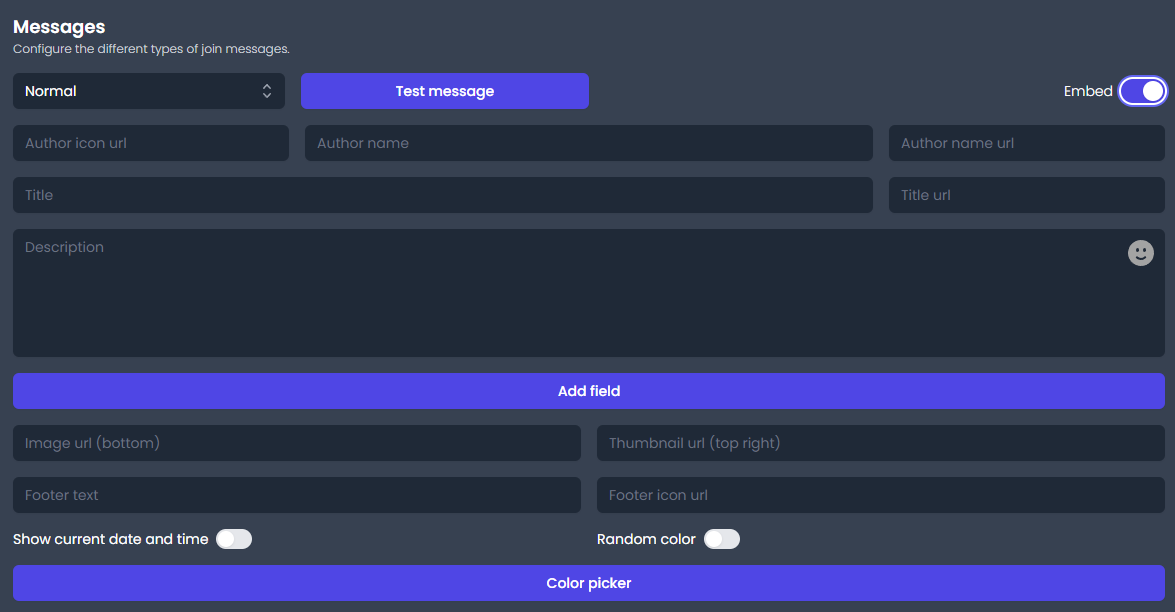 Messages
Configure the different types of join messages.
Normal
Test message
Embed
Author icon url
Author name
Author name url
Title
Title url
Description
Add field
Image url (bottom)
Thumbnail url (top right)
Footer text
Footer icon url
Show current date and time
Random color
Color picker